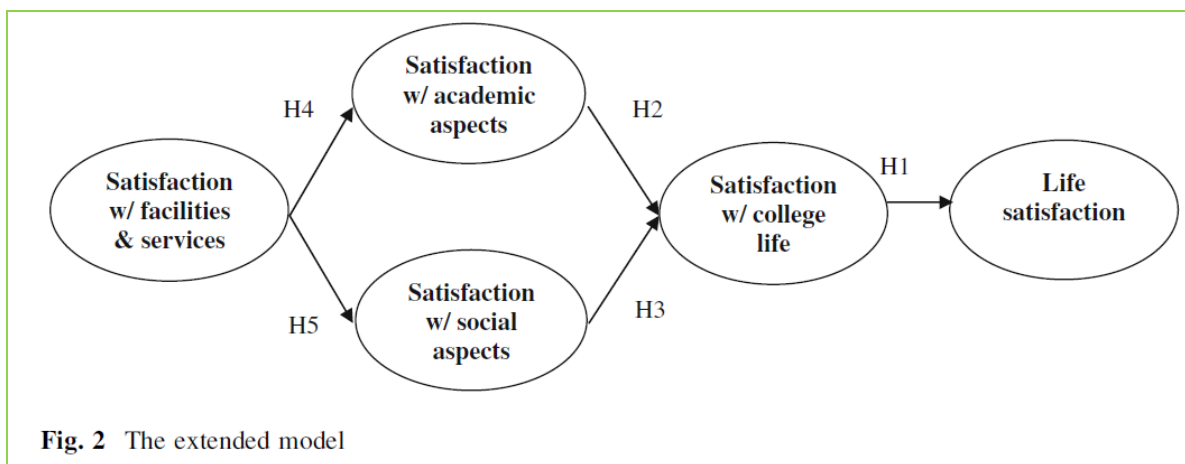 Satisfaction
w/ academic
aspects
H4
H2
Satisfaction
w/ facilities
& services
Satisfaction
w/ college
life
H1
Life
satisfaction
Satisfaction
w/ social
aspects
H5
H3
Fig. 2 The extended model